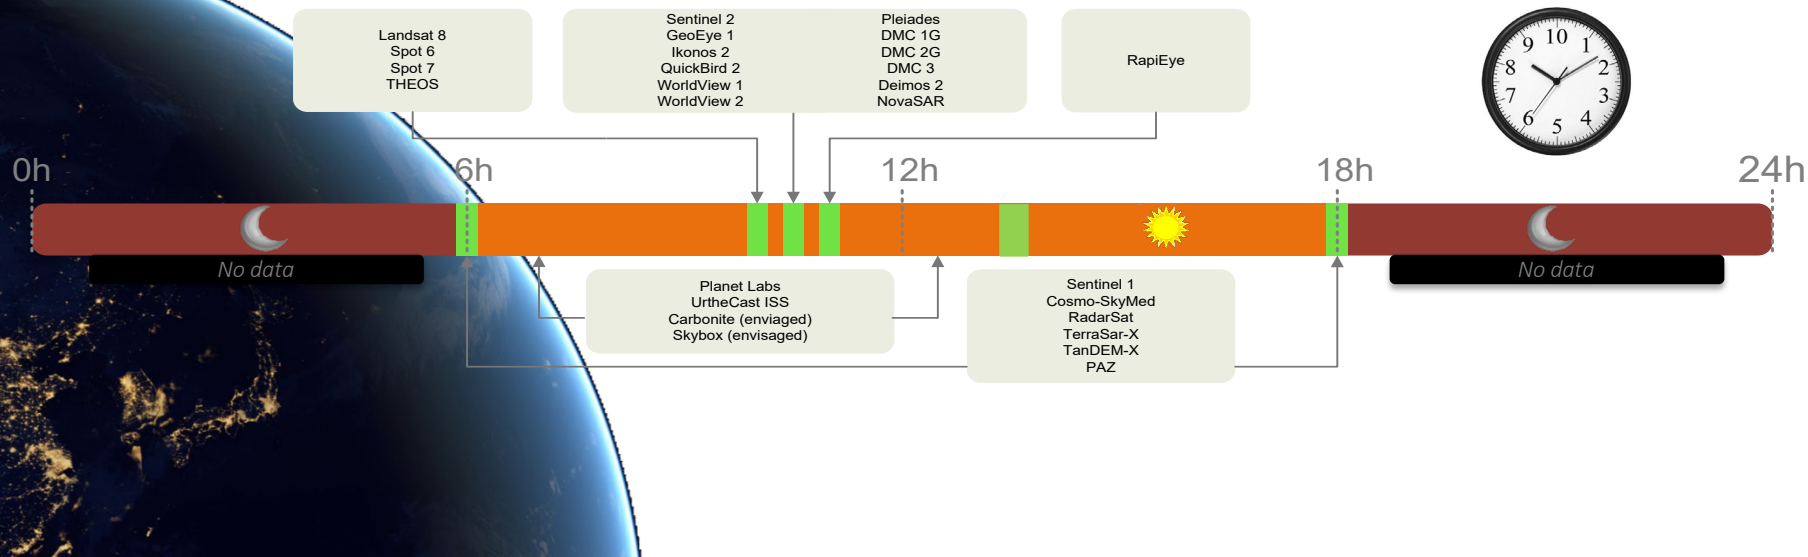 Landsat 8
Spot 6
Spot 7
THEOS
Sentinel 2
GeoEye 1
Ikonos 2
QuickBird 2
WorldView 1
WorldView 2
Pleiades
DMC 1G
DMC 2G
DMC 3
Deimos 2
NovaSAR
RapiEye
10
9 1
8 2
7 3
6 4
5
0h 6h 12h 18h 24h
No data
No data
Planet Labs
UrtheCast ISS
Carbonite (enviaged)
Skybox (envisaged)
Sentinel 1
Cosmo-SkyMed
RadarSat
TerraSar-X
TanDEM-X
PAZ